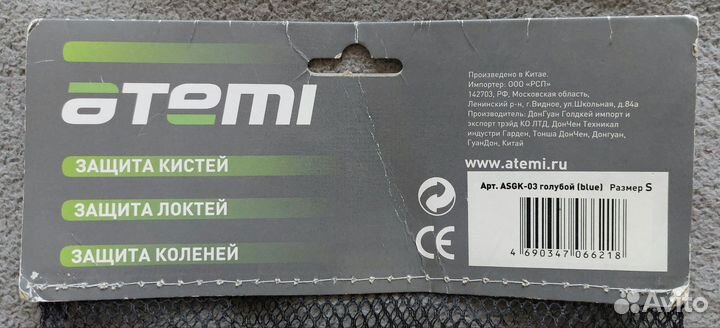 atemi
ЗАЩИТА КИСТЕЙ
ЗАЩИТА ЛОКТЕЙ
ЗАЩИТА КОЛЕНЕЙ
Произведено в Китае.
Импортер: ООО «РСП»
142703, РФ, Московская область,
Ленинский р-н, г.Видное, ул.Школьная, д.84а
Производитель: ДонГуан Голдкей импорт и
экспорт трэйд КО ЛТД, ДонЧен Техникал
индустри Гарден, Тонша ДонЧен, Донгуан,
ГуанДон, Китай
www.atemi.ru
Арт. ASGK-03 голубой (blue) Размер S
CE
4 690347 066218
Avito